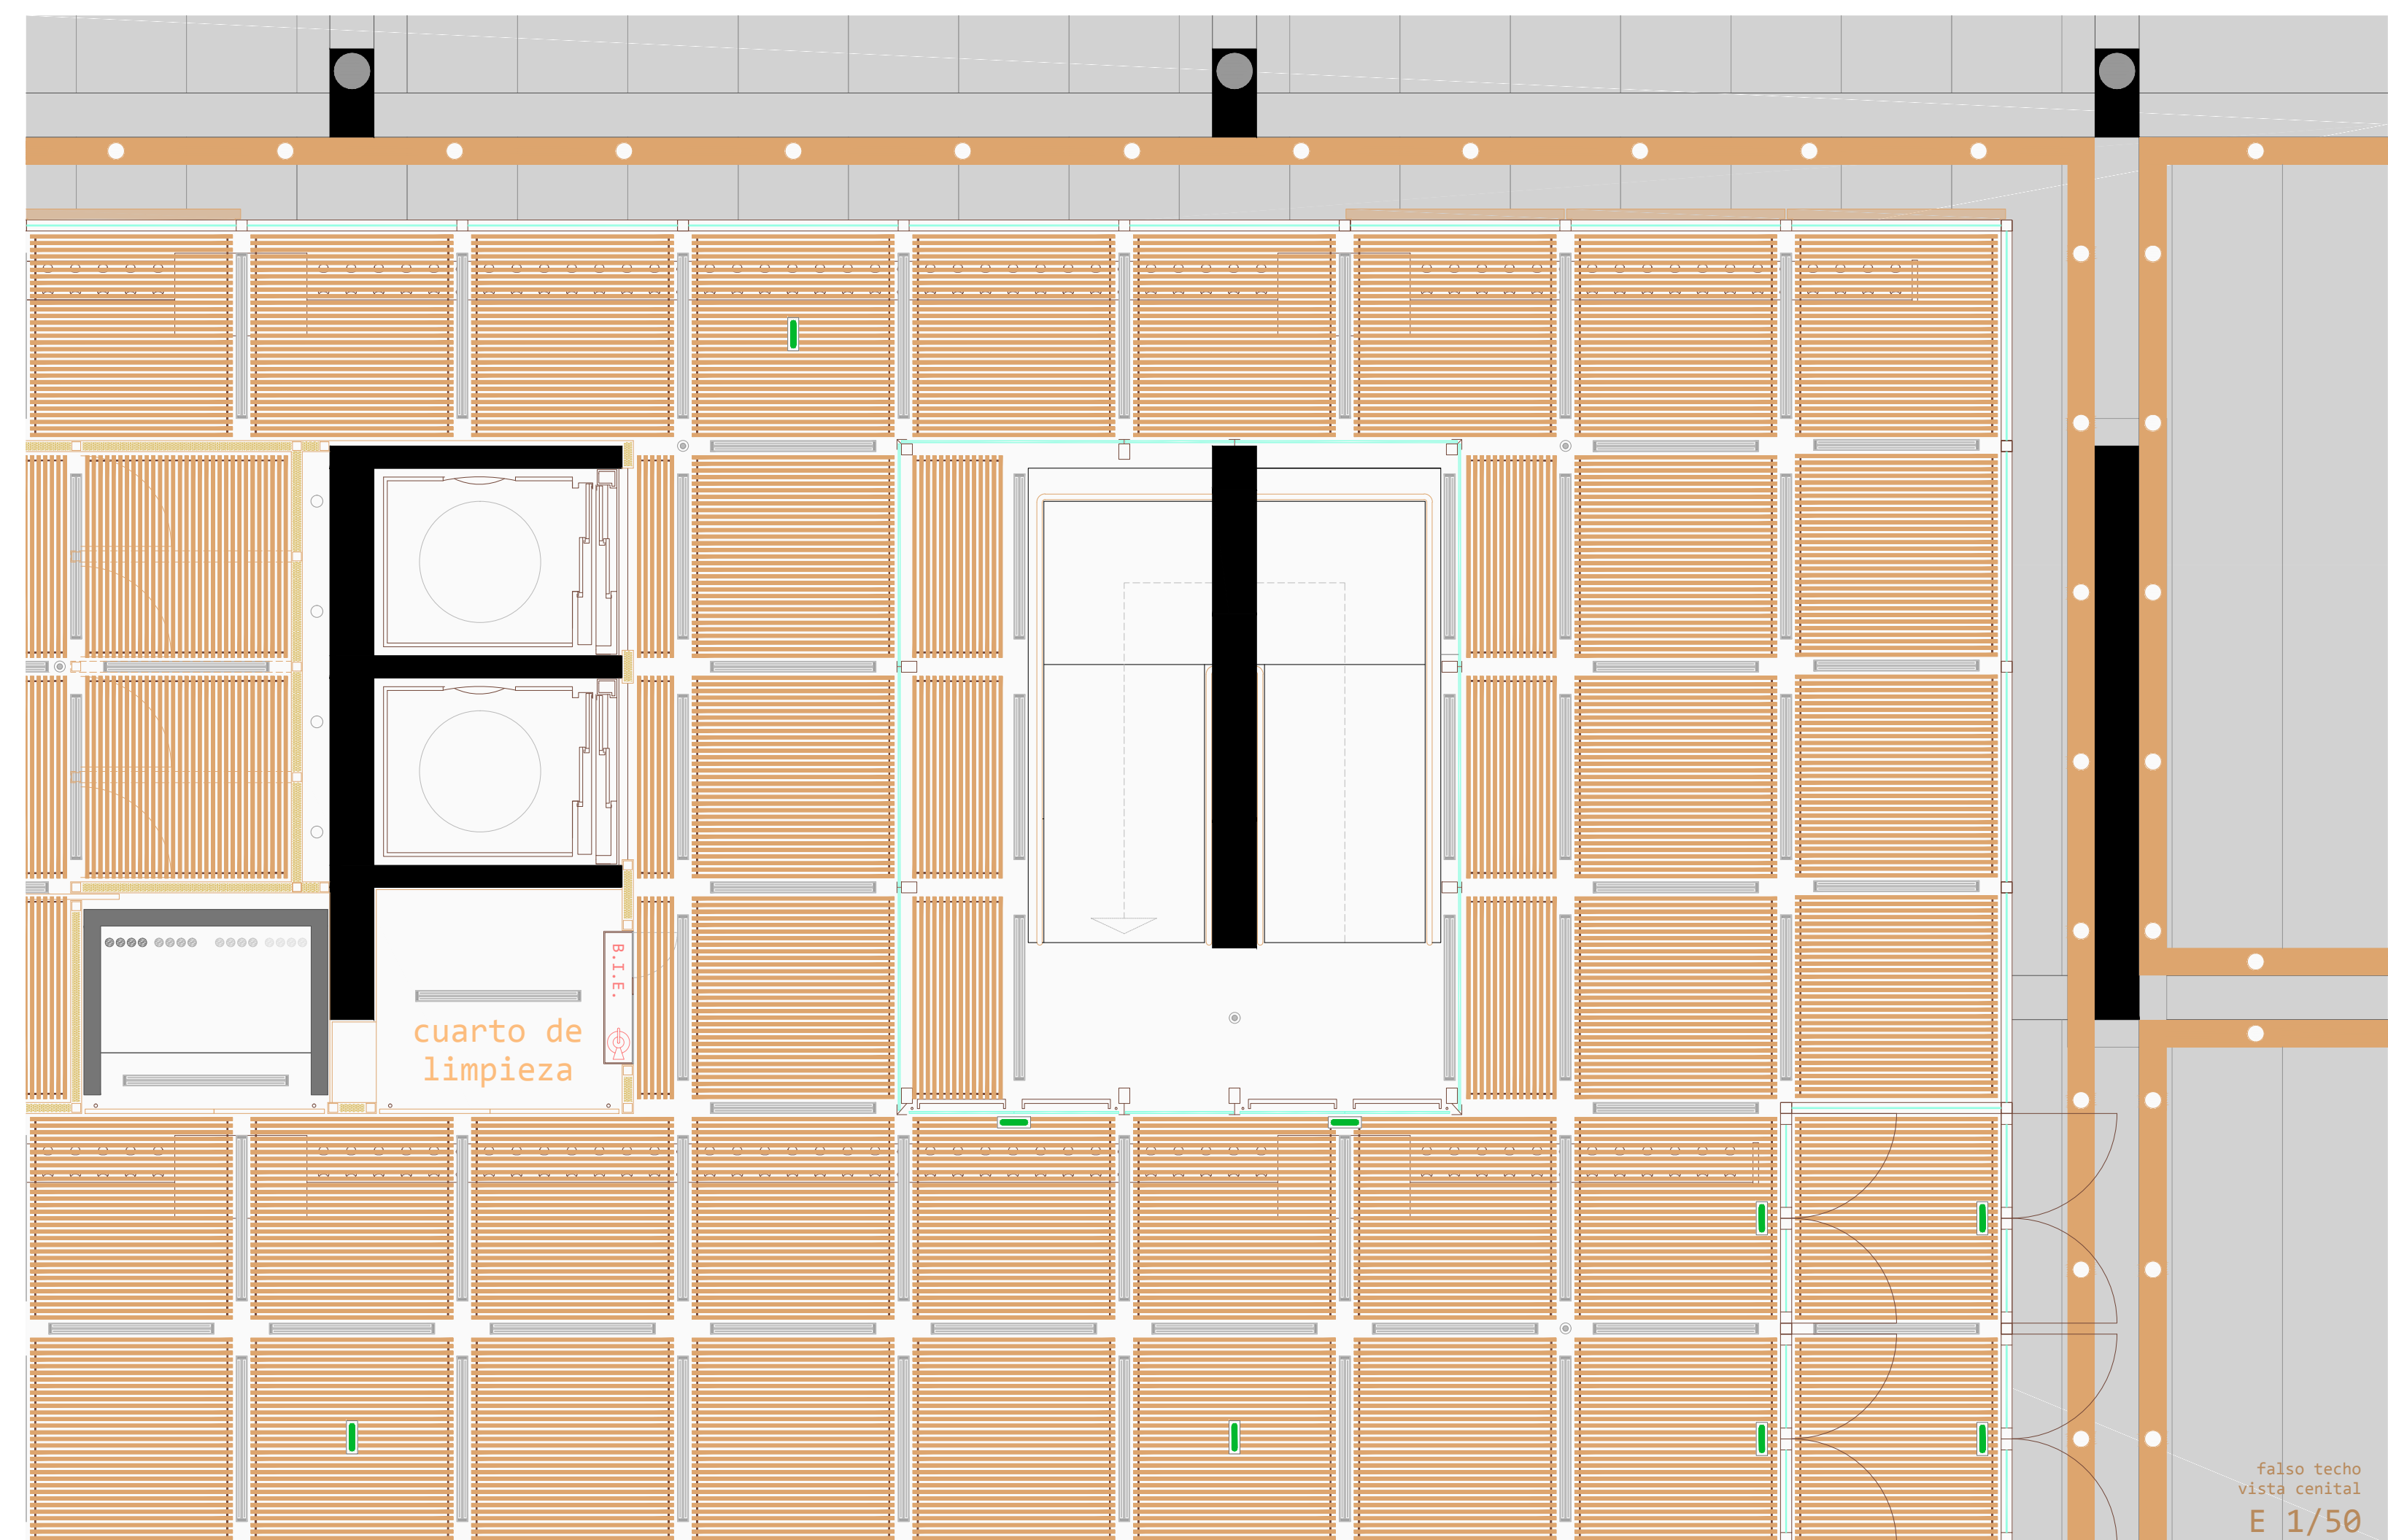 B.I.E.
cuarto de
limpieza
falso techo
vista cenital
E 1/50